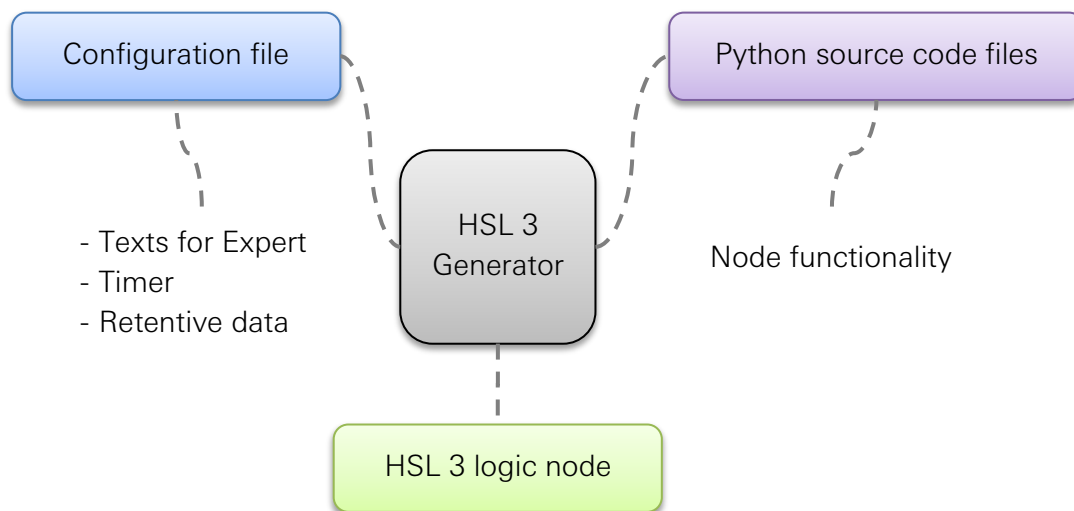 Configuration file
Python source code files
HSL 3
Generator
- Texts for Expert
- Timer
- Retentive data
Node functionality
HSL 3 logic node